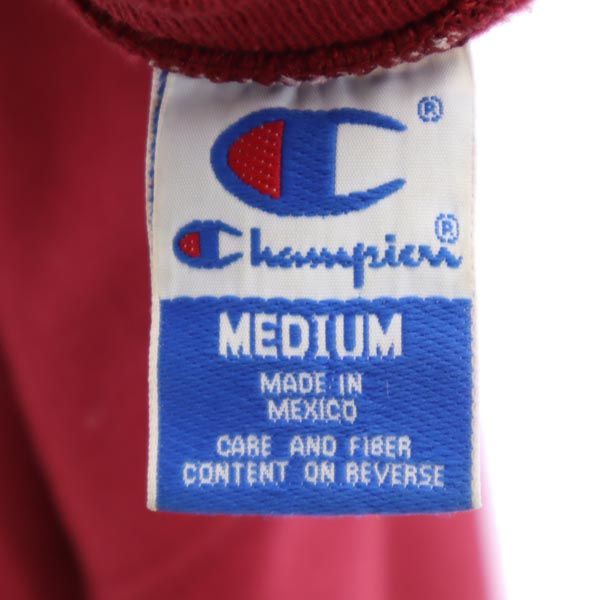 C ®
Champion ®
MEDIUM
MADE IN
MEXICO
CARE AND FIBER
CONTENT ON REVERSE